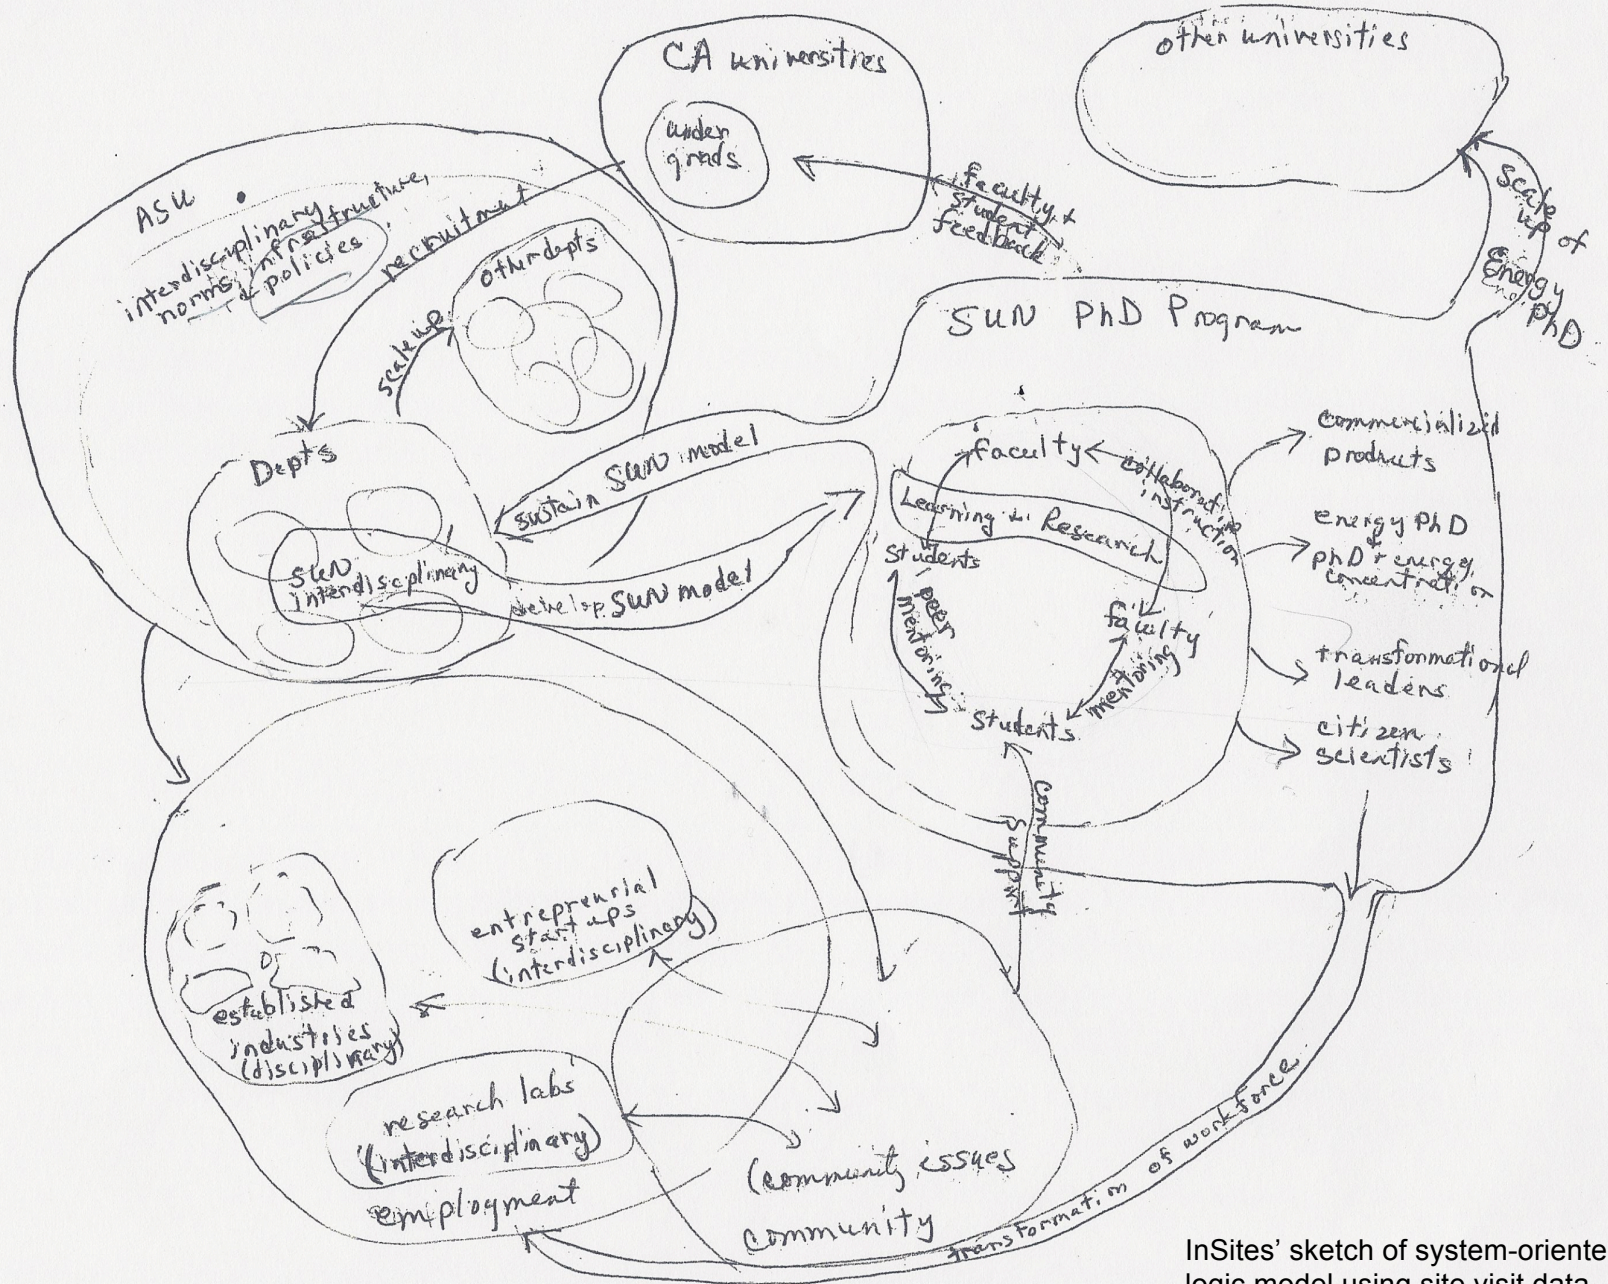 CA universities
under
grads
other universities
ASU
interdisciplinary
norms, infrastructure,
& policies
recruitment
faculty +
student
feedback
scale
up of
Energy
PhD
other depts
scale up
SUN PhD Program
Depts
SUN
interdisciplinary
sustain SUN model
develop SUN model
faculty
collaborative
instruction
Learning & Research
students
peer
mentoring
faculty
mentoring
students
commercialized
products
energy PhD
phD + energy
concentration
transformational
leaders
citizen
scientists
community
support
entreprenrial
startups
(interdisciplinary)
established
industries
(disciplinary)
research labs
(interdisciplinary)
employment
community issues
community
transformation of workforce
InSites’ sketch of system-oriente
logic model using site visit data